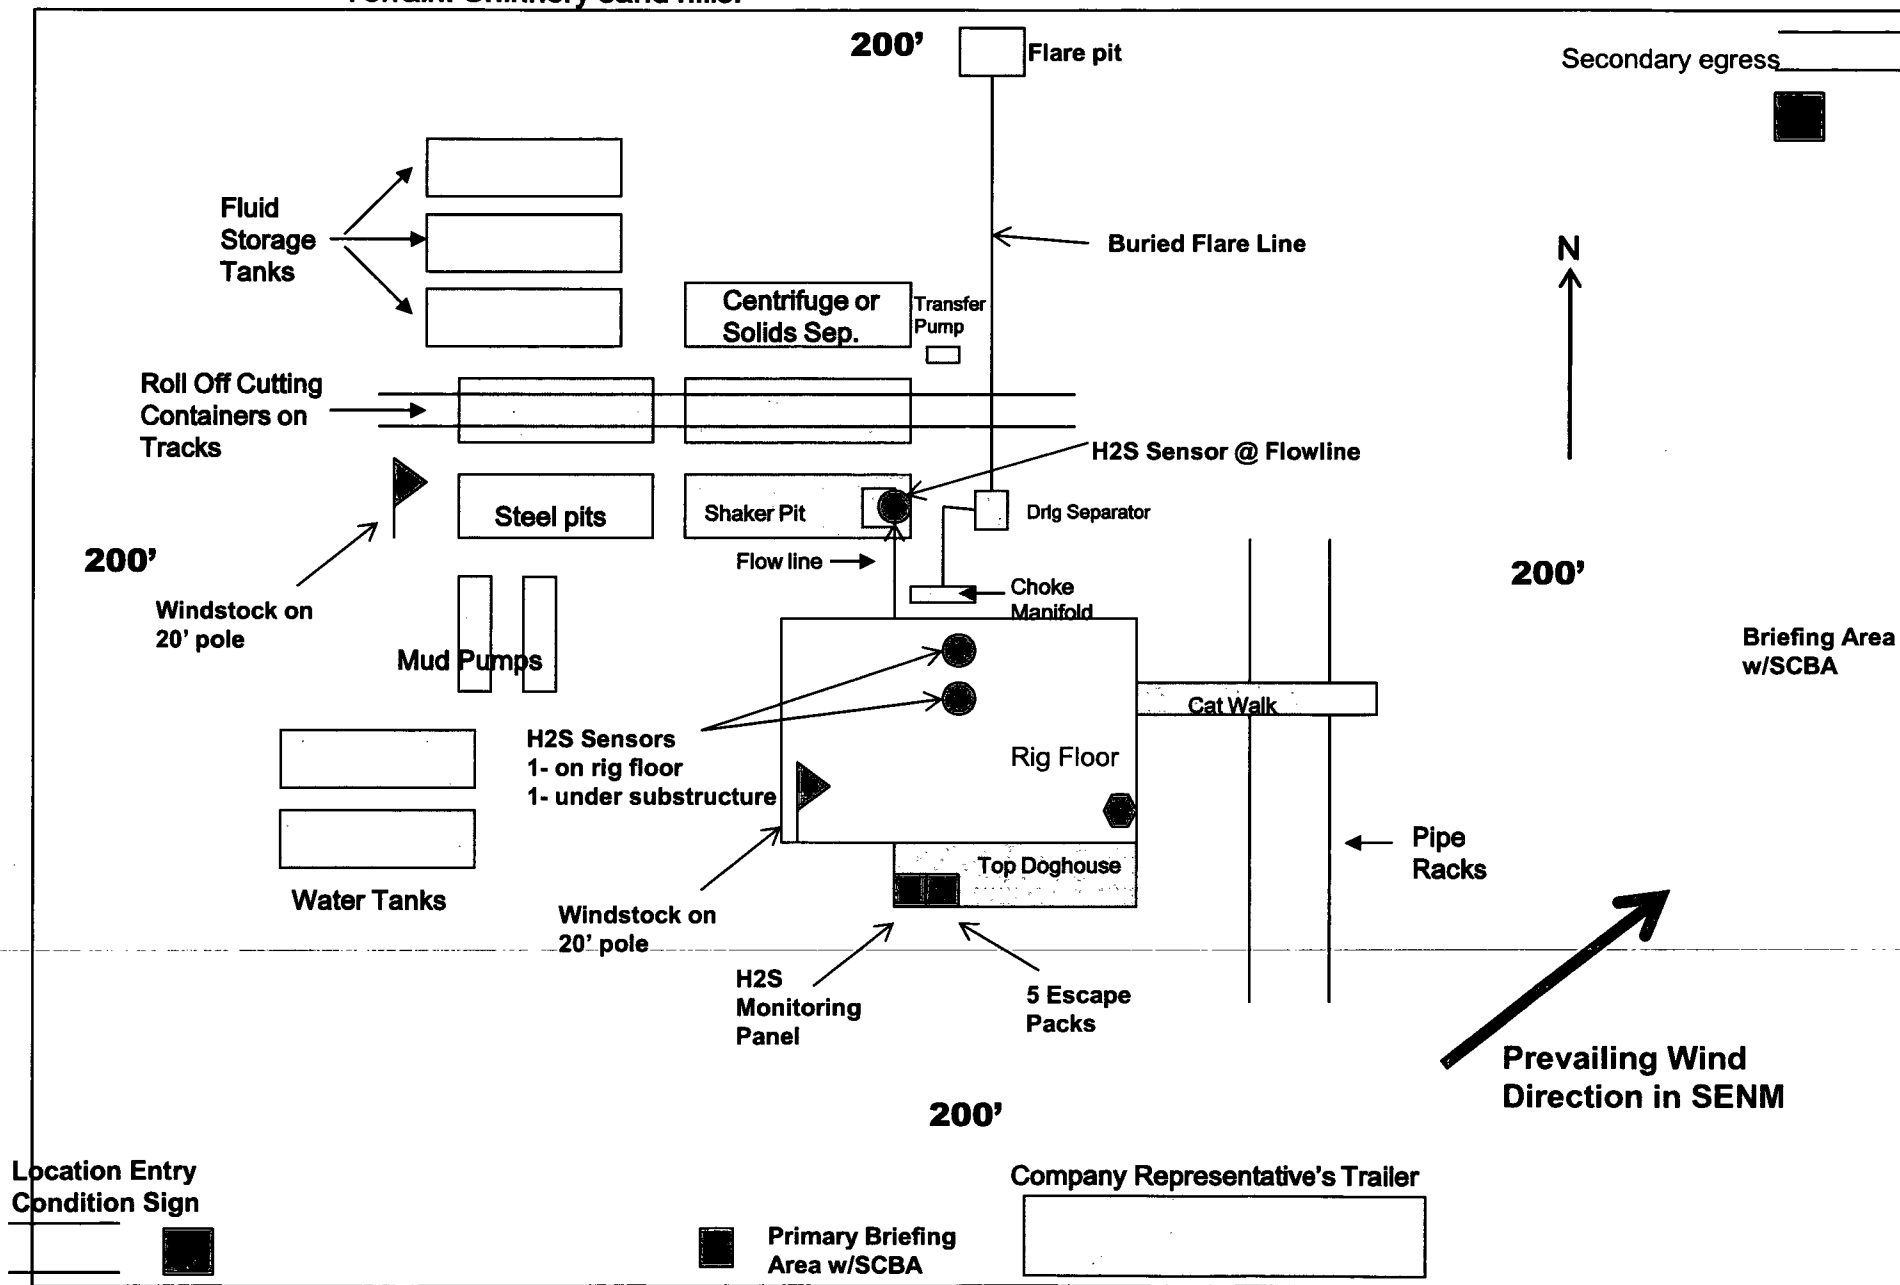 Terrain: Shinnery sand hills.
200’
Flare pit
Secondary egress
Fluid
Storage
Tanks
Buried Flare Line
N
Centrifuge or
Solids Sep.
Transfer
Pump
Roll Off Cutting
Containers on
Tracks
H2S Sensor @ Flowline
Steel pits
Shaker Pit
Drlg Separator
200’
Flow line
200’
Windstock on
20’ pole
Choke
Manifold
Mud Pumps
Briefing Area
w/SCBA
Cat Walk
H2S Sensors
1- on rig floor
1- under substructure
Rig Floor
Pipe
Racks
Top Doghouse
Water Tanks
Windstock on
20’ pole
H2S
Monitoring
Panel
5 Escape
Packs
Prevailing Wind
Direction in SENM
200’
Location Entry
Condition Sign
Company Representative’s Trailer
Primary Briefing
Area w/SCBA